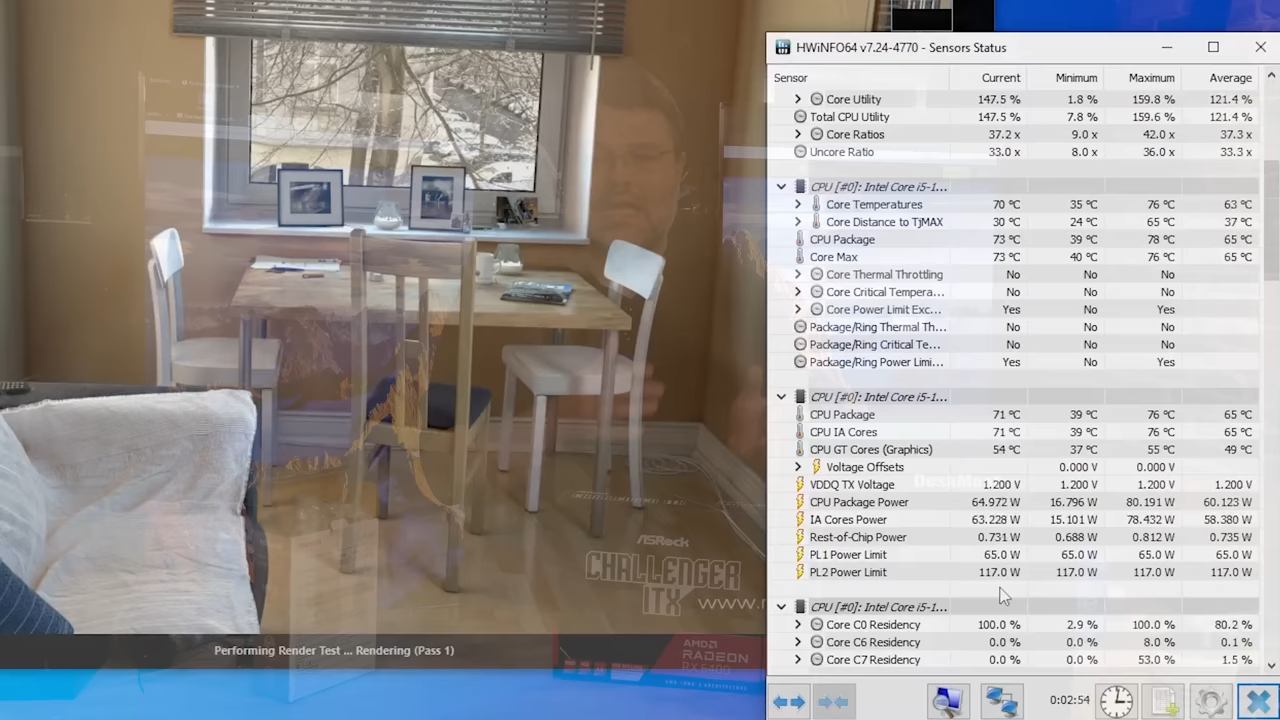 HWiNFO64 v7.24-4770 - Sensors Status
Sensor Current Minimum Maximum Average
Core Utility 147.5 % 1.8 % 159.8 % 121.4 %
Total CPU Utility 147.5 % 7.8 % 159.6 % 121.4 %
Core Ratios 37.2 x 9.0 x 42.0 x 37.3 x
Uncore Ratio 33.0 x 8.0 x 36.0 x 33.3 x
CPU [#0]: Intel Core i5-1...
Core Temperatures 70 °C 35 °C 76 °C 63 °C
Core Distance to TjMAX 30 °C 24 °C 65 °C 37 °C
CPU Package 73 °C 39 °C 78 °C 65 °C
Core Max 73 °C 40 °C 76 °C 65 °C
Core Thermal Throttling No No No
Core Critical Tempera... No No No
Core Power Limit Exc... Yes No Yes
Package/Ring Thermal Th... No No No
Package/Ring Critical Te... No No No
Package/Ring Power Limi... Yes No Yes
CPU [#0]: Intel Core i5-1...
CPU Package 71 °C 39 °C 76 °C 65 °C
CPU IA Cores 71 °C 39 °C 76 °C 65 °C
CPU GT Cores (Graphics) 54 °C 37 °C 55 °C 49 °C
Voltage Offsets 0.000 V 0.000 V
VDDQ TX Voltage 1.200 V 1.200 V 1.200 V 1.200 V
CPU Package Power 64.972 W 16.796 W 80.191 W 60.123 W
IA Cores Power 63.228 W 15.101 W 78.432 W 58.380 W
Rest-of-Chip Power 0.731 W 0.688 W 0.812 W 0.735 W
PL1 Power Limit 65.0 W 65.0 W 65.0 W 65.0 W
PL2 Power Limit 117.0 W 117.0 W 117.0 W 117.0 W
CPU [#0]: Intel Core i5-1...
Core C0 Residency 100.0 % 2.9 % 100.0 % 80.2 %
Core C6 Residency 0.0 % 0.0 % 8.0 % 0.1 %
Core C7 Residency 0.0 % 0.0 % 53.0 % 1.5 %
0:02:54
ASRock
CHALLENGER
ITX
www.
Performing Render Test ... Rendering (Pass 1)
AMD
RADEON